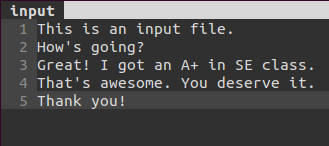 input
1 This is an input file.
2 How's going?
3 Great! I got an A+ in SE class.
4 That's awesome. You deserve it.
5 Thank you!